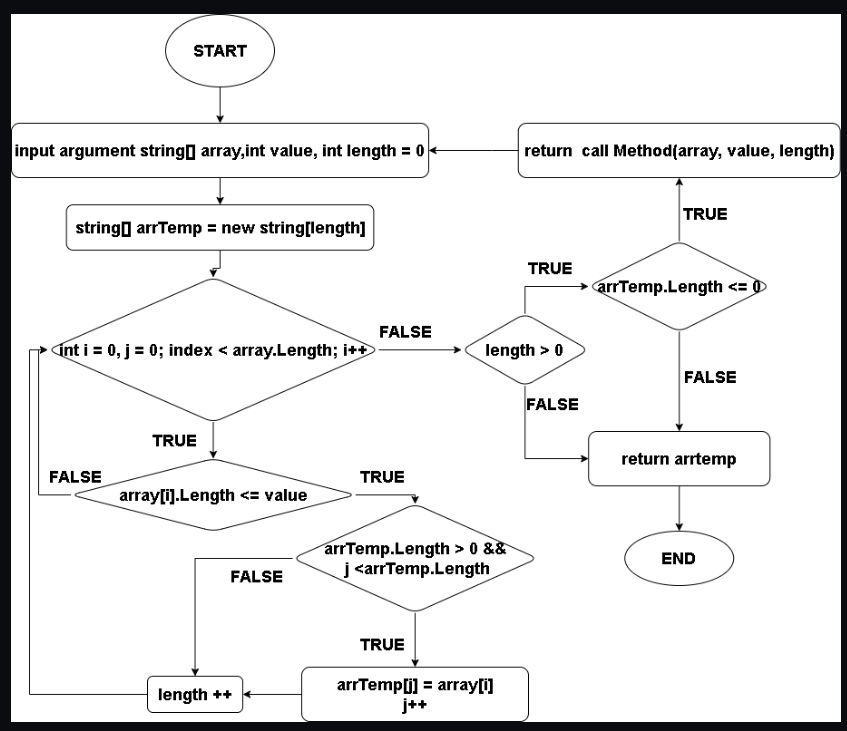 START
input argument string[] array,int value, int length = 0
return call Method(array, value, length)
string[] arrTemp = new string[length]
TRUE
arrTemp.Length <= 0
TRUE
int i = 0, j = 0; index < array.Length; i++
FALSE
length > 0
FALSE
FALSE
TRUE
return arrtemp
FALSE
array[i].Length <= value
TRUE
arrTemp.Length > 0 &&
j <arrTemp.Length
FALSE
END
TRUE
length ++
arrTemp[j] = array[i]
j++